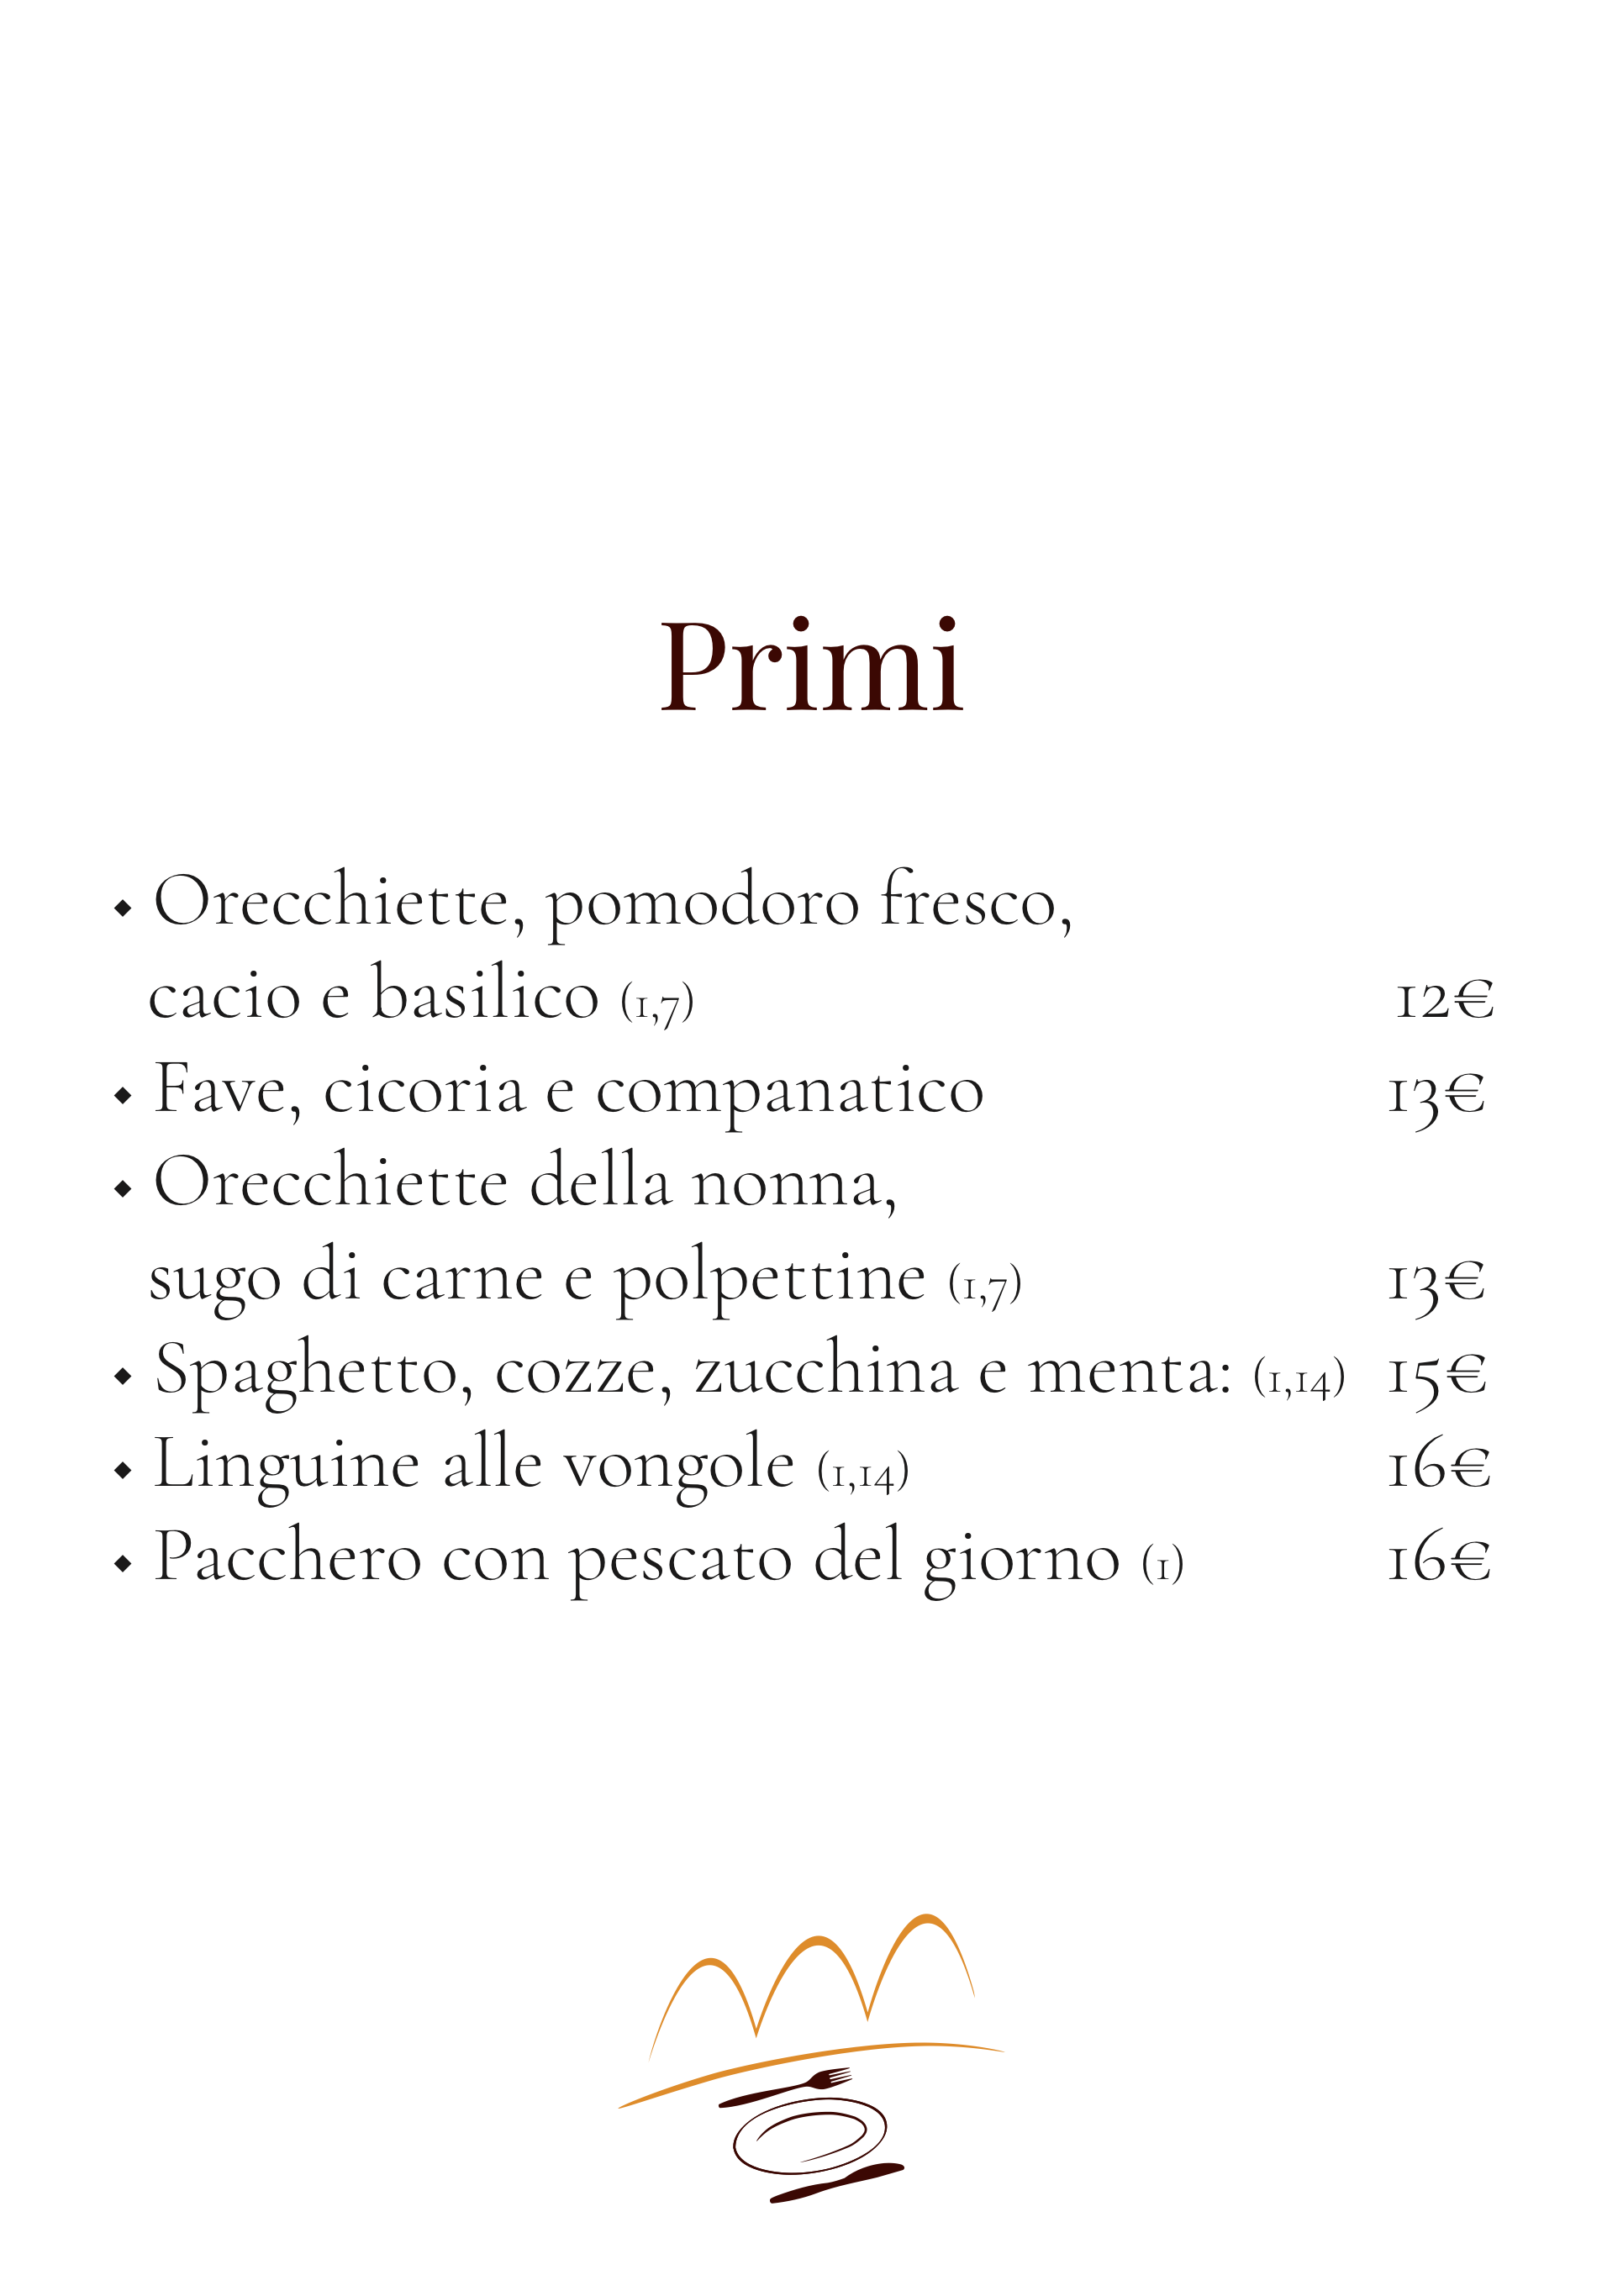 Primi
◆ Orecchiette, pomodoro fresco,
cacio e basilico (1,7) 12€
◆ Fave, cicoria e companatico 13€
◆ Orecchiette della nonna,
sugo di carne e polpettine (1,7) 13€
◆ Spaghetto, cozze, zucchina e menta: (1,14) 15€
◆ Linguine alle vongole (1,14) 16€
◆ Pacchero con pescato del giorno (1) 16€